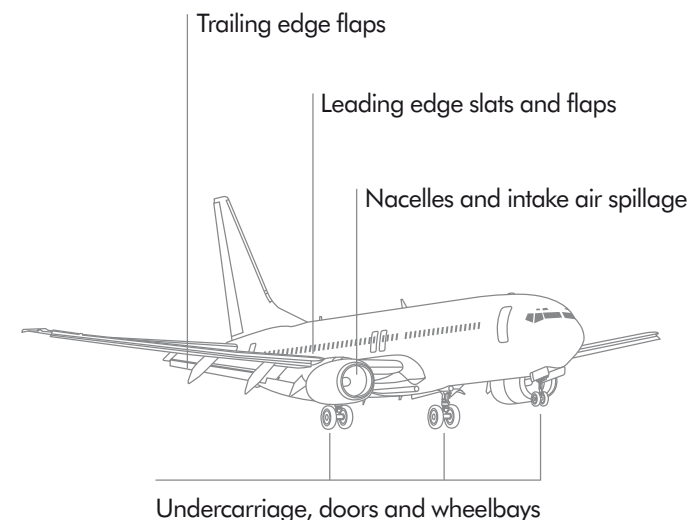 Trailing edge flaps
Leading edge slats and flaps
Nacelles and intake air spillage
Undercarriage, doors and wheelbays